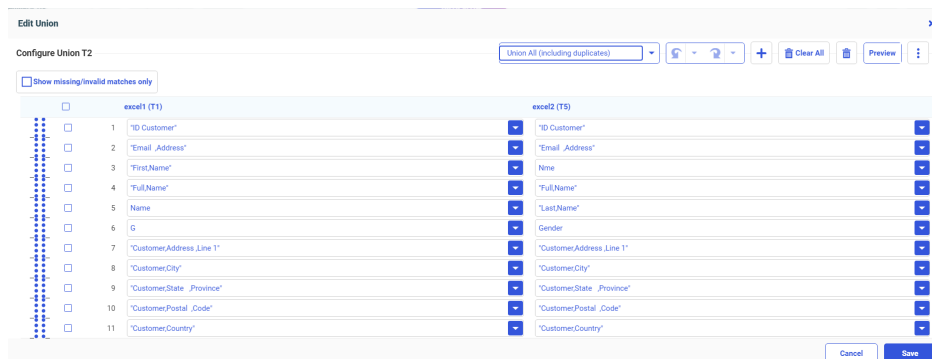 Edit Union
Configure Union T2
Union All (including duplicates)
Clear All
Preview
Show missing/invalid matches only
excel1 (T1) excel2 (T5)
1 "ID Customer" "ID Customer"
2 "Email ,Address" "Email ,Address"
3 "First,Name" Nme
4 "Full,Name" "Full,Name"
5 Name "Last,Name"
6 G Gender
7 "Customer,Address ,Line 1" "Customer,Address ,Line 1"
8 "Customer,City" "Customer,City"
9 "Customer,State ,Province" "Customer,State ,Province"
10 "Customer,Postal ,Code" "Customer,Postal ,Code"
11 "Customer,Country" "Customer,Country"
Cancel Save